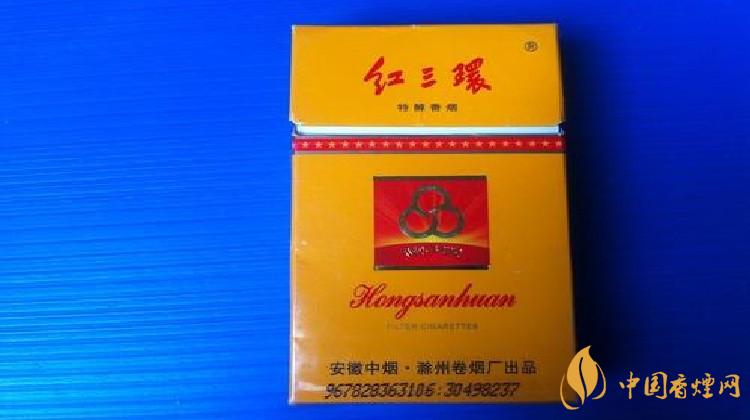 红三環 ®
特醇香烟
Hongsanhuan
FILTER CIGARETTES
安徽中烟·滁州卷烟厂出品
967828363106:30498237
中国香烟网